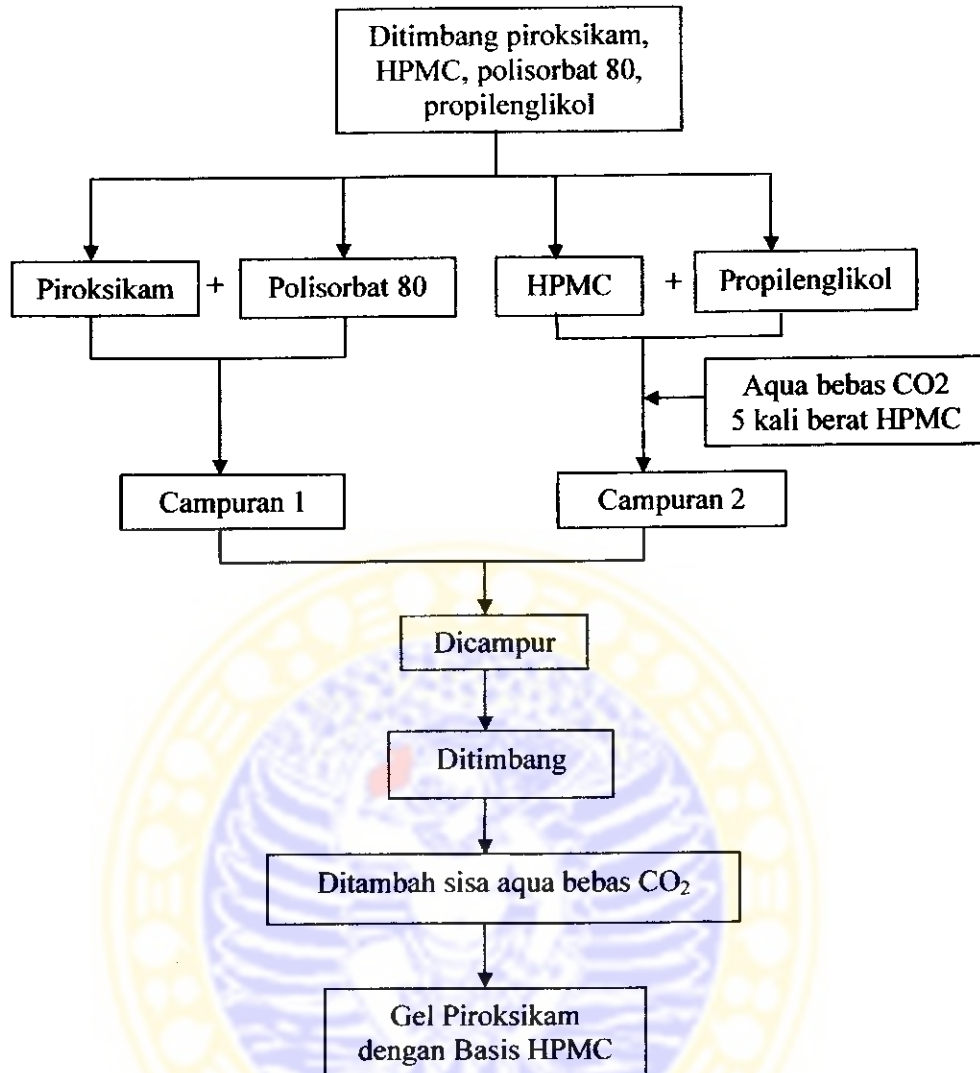 Ditimbang piroksikam,
HPMC, polisorbat 80,
propilenglikol
Piroksikam + Polisorbat 80
HPMC + Propilenglikol
Aqua bebas CO2
5 kali berat HPMC
Campuran 1
Campuran 2
Dicampur
Ditimbang
Ditambah sisa aqua bebas CO₂
Gel Piroksikam
dengan Basis HPMC